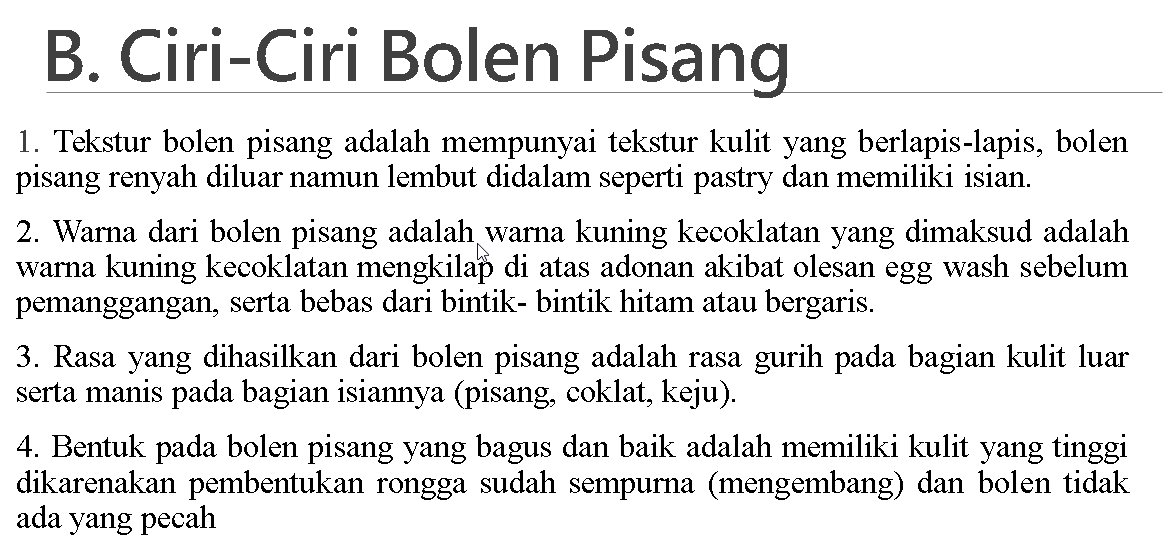 B. Ciri-Ciri Bolen Pisang
1. Tekstur bolen pisang adalah mempunyai tekstur kulit yang berlapis-lapis, bolen
pisang renyah diluar namun lembut didalam seperti pastry dan memiliki isian.
2. Warna dari bolen pisang adalah warna kuning kecoklatan yang dimaksud adalah
warna kuning kecoklatan mengkilap di atas adonan akibat olesan egg wash sebelum
pemanggangan, serta bebas dari bintik- bintik hitam atau bergaris.
3. Rasa yang dihasilkan dari bolen pisang adalah rasa gurih pada bagian kulit luar
serta manis pada bagian isiannya (pisang, coklat, keju).
4. Bentuk pada bolen pisang yang bagus dan baik adalah memiliki kulit yang tinggi
dikarenakan pembentukan rongga sudah sempurna (mengembang) dan bolen tidak
ada yang pecah